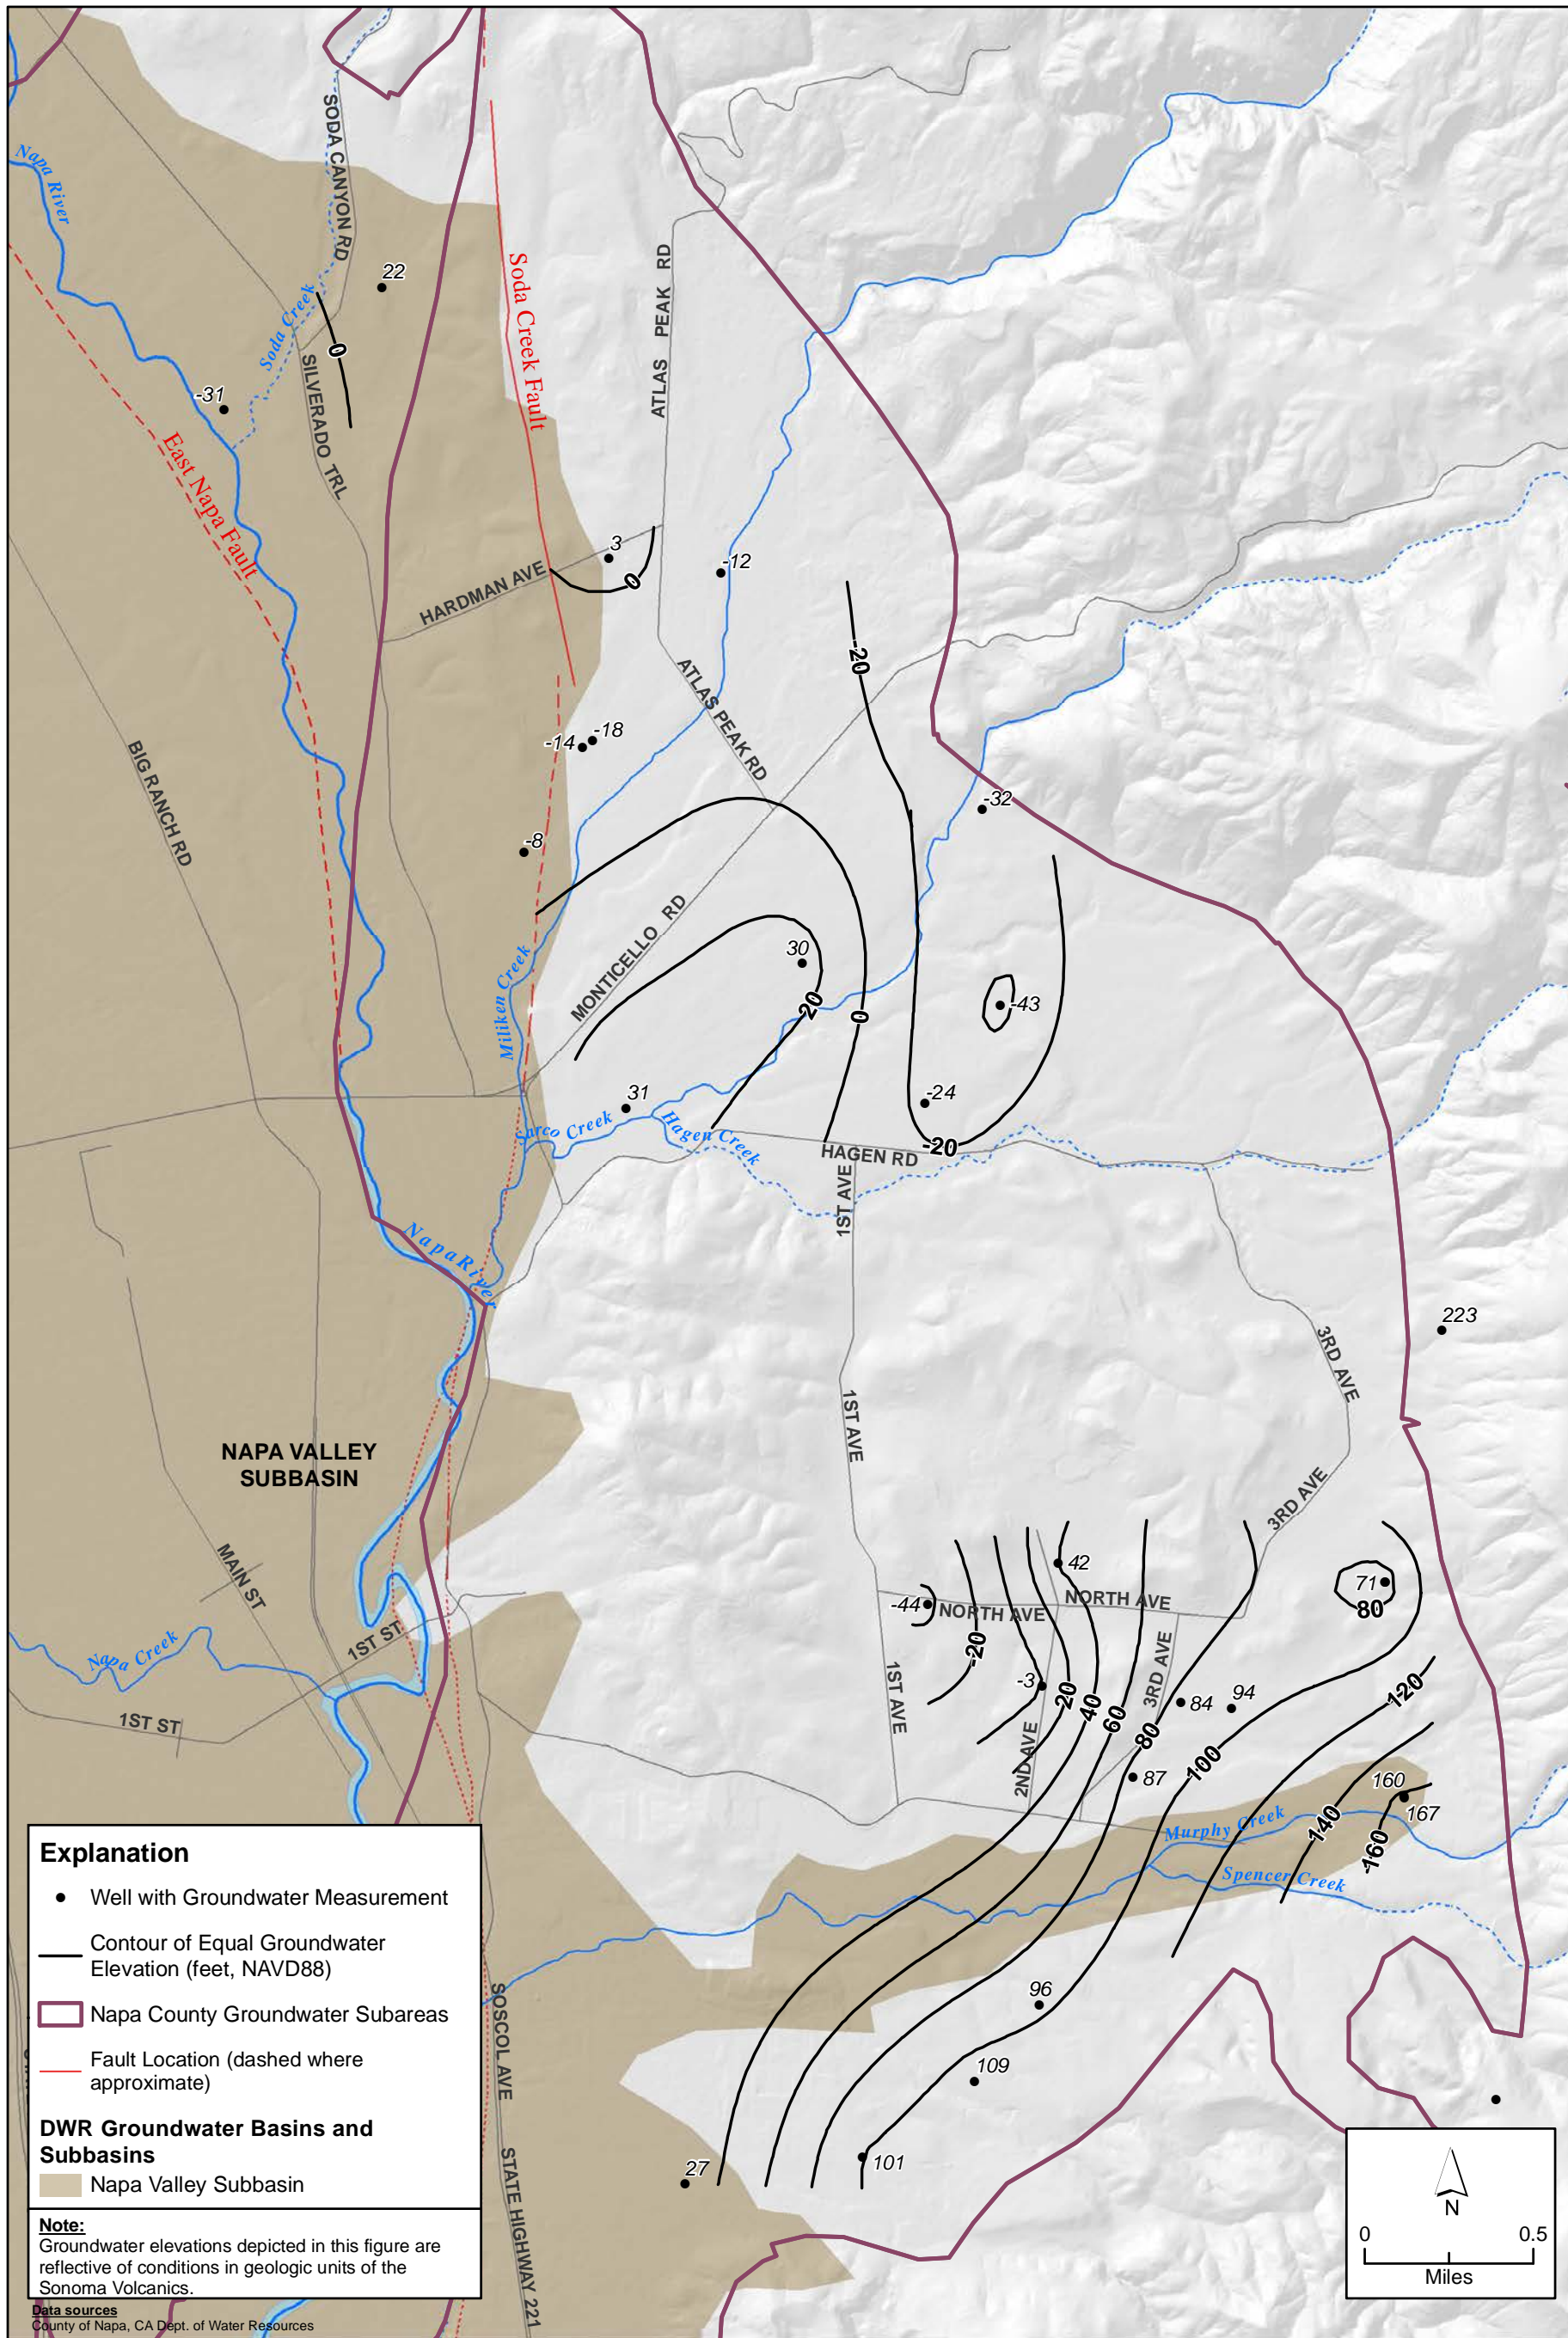 SODA CANYON RD
Napa River
22
Soda Creek
0
Soda Creek Fault
ATLAS PEAK RD
-31
SILVERADO TRL
East Napa Fault
3
0
-12
HARDMAN AVE
-20
ATLAS PEAK RD
-14
-18
BIG RANCH RD
-32
-8
30
MONTICELLO RD
20
0
-43
Milliken Creek
31
-24
Sarco Creek
Hagen Creek
-20
HAGEN RD
1ST AVE
Napa River
223
3RD AVE
1ST AVE
NAPA VALLEY
SUBBASIN
3RD AVE
MAIN ST
42
71
80
-44
NORTH AVE
NORTH AVE
1ST ST
Napa Creek
-20
-3
20
40
60
80
3RD AVE
84
94
100
120
1ST AVE
1ST ST
2ND AVE
87
160
167
140
-160
Murphy Creek
Spencer Creek
96
109
101
27
SOSCOL AVE
STATE HIGHWAY 221
Explanation
Well with Groundwater Measurement
Contour of Equal Groundwater
Elevation (feet, NAVD88)
Napa County Groundwater Subareas
Fault Location (dashed where
approximate)
DWR Groundwater Basins and
Subbasins
Napa Valley Subbasin
Note:
Groundwater elevations depicted in this figure are
reflective of conditions in geologic units of the
Sonoma Volcanics.
Data sources
County of Napa, CA Dept. of Water Resources
N
0 0.5
Miles